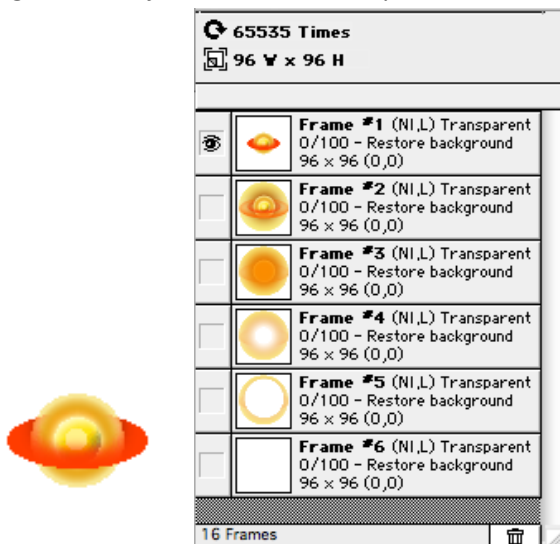 65535 Times
96 W x 96 H
Frame #1 (NI,L) Transparent
0/100 - Restore background
96 x 96 (0,0)
Frame #2 (NI,L) Transparent
0/100 - Restore background
96 x 96 (0,0)
Frame #3 (NI,L) Transparent
0/100 - Restore background
96 x 96 (0,0)
Frame #4 (NI,L) Transparent
0/100 - Restore background
96 x 96 (0,0)
Frame #5 (NI,L) Transparent
0/100 - Restore background
96 x 96 (0,0)
Frame #6 (NI,L) Transparent
0/100 - Restore background
96 x 96 (0,0)
16 Frames